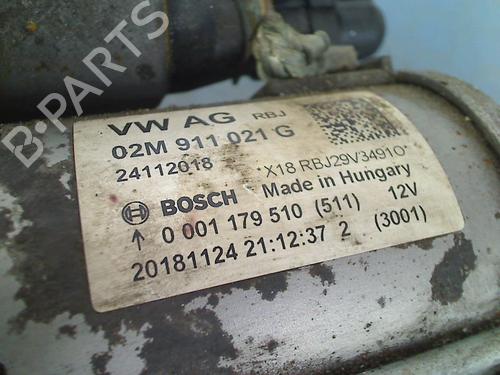 VW AG RBJ
02M 911 021 G
24112018
*X18 RBJ29V3491O*
BOSCH Made in Hungary
0 001 179 510 (511) 12V
20181124 21:12:37 2 (3001)
B-Parts